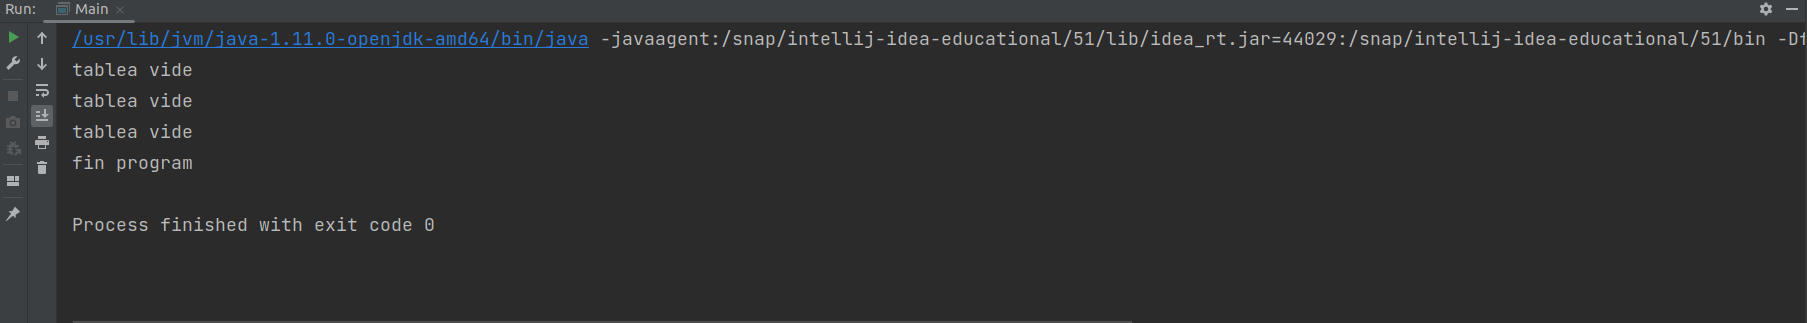 Run: Main
/usr/lib/jvm/java-1.11.0-openjdk-amd64/bin/java -javaagent:/snap/intellij-idea-educational/51/lib/idea_rt.jar=44029:/snap/intellij-idea-educational/51/bin -Df
tablea vide
tablea vide
tablea vide
fin program
Process finished with exit code 0